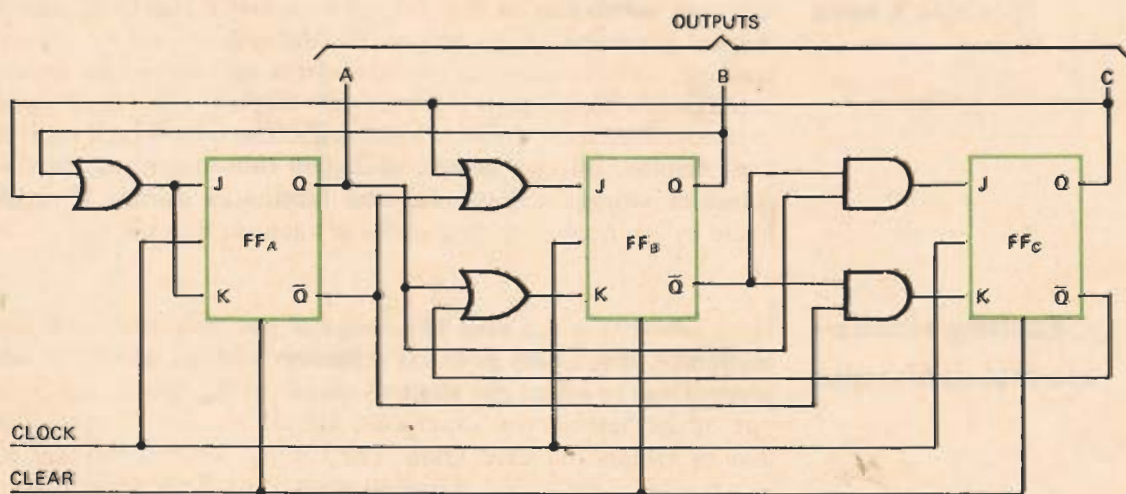 OUTPUTS
A B C
J Q J Q J Q
FFA FFB FFC
K Q̅ K Q̅ K Q̅
CLOCK
CLEAR